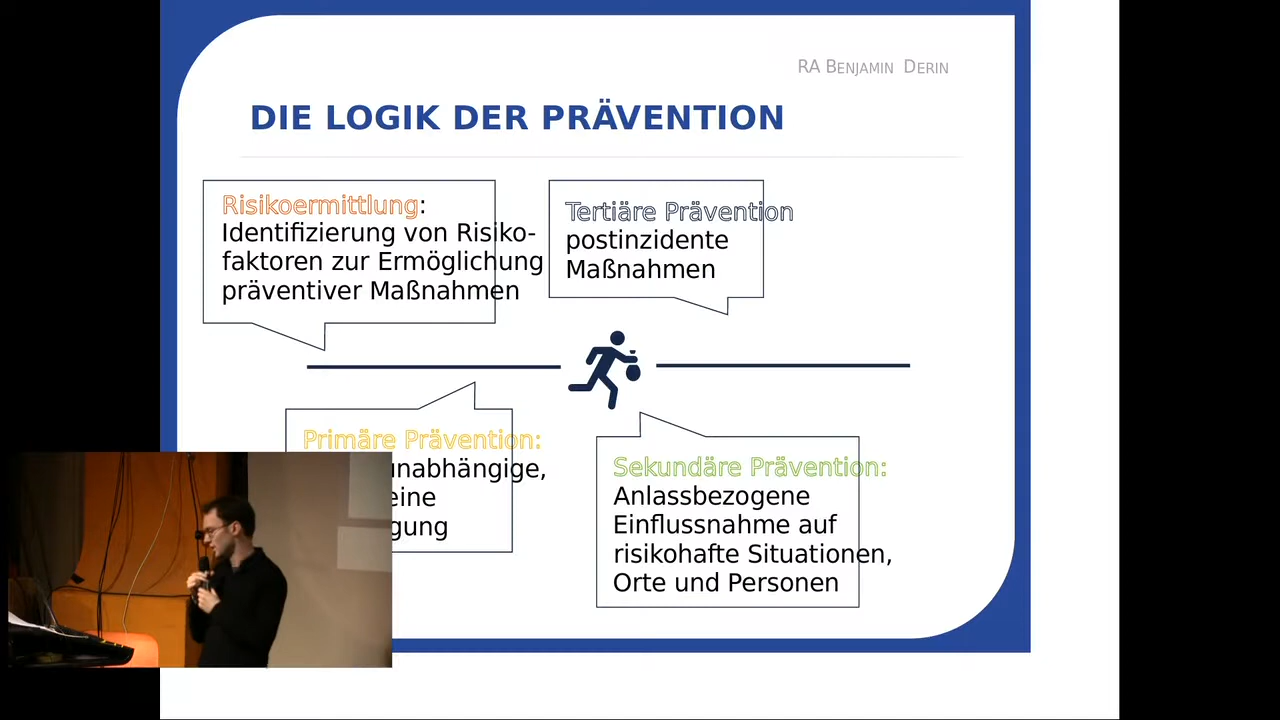 RA BENJAMIN DERIN
DIE LOGIK DER PRÄVENTION
Risikoermittlung:
Identifizierung von Risiko-
faktoren zur Ermöglichung
präventiver Maßnahmen
Tertiäre Prävention
postinzidente
Maßnahmen
Primäre Prävention:
unabhängige,
eine
gung
Sekundäre Prävention:
Anlassbezogene
Einflussnahme auf
risikohafte Situationen,
Orte und Personen